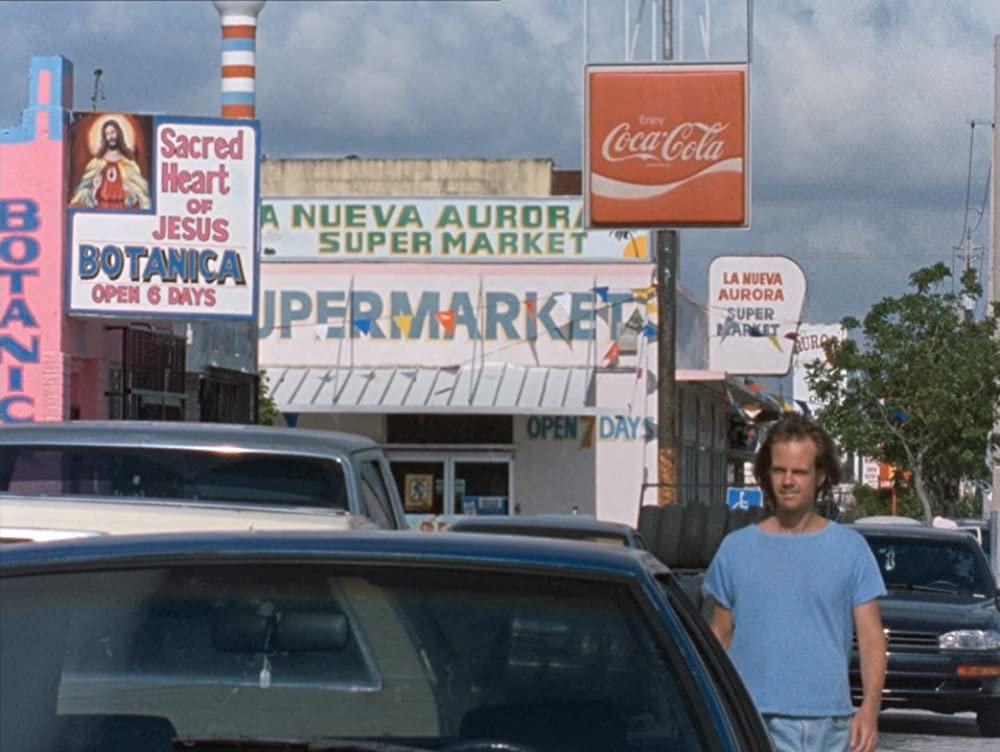 BOTANIC
Sacred
Heart
OF
JESUS
BOTANICA
OPEN 6 DAYS
A NUEVA AURORA
SUPER MARKET
UPERMARKET
OPEN 7 DAYS
Enjoy
Coca-Cola
LA NUEVA
AURORA
SUPER
MARKET